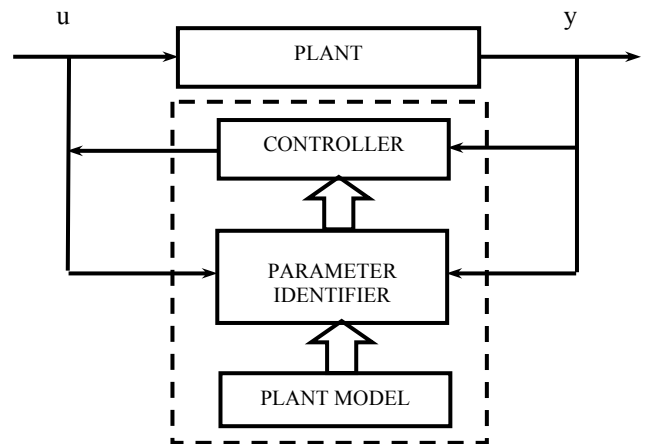 u
y
PLANT
CONTROLLER
PARAMETER
IDENTIFIER
PLANT MODEL